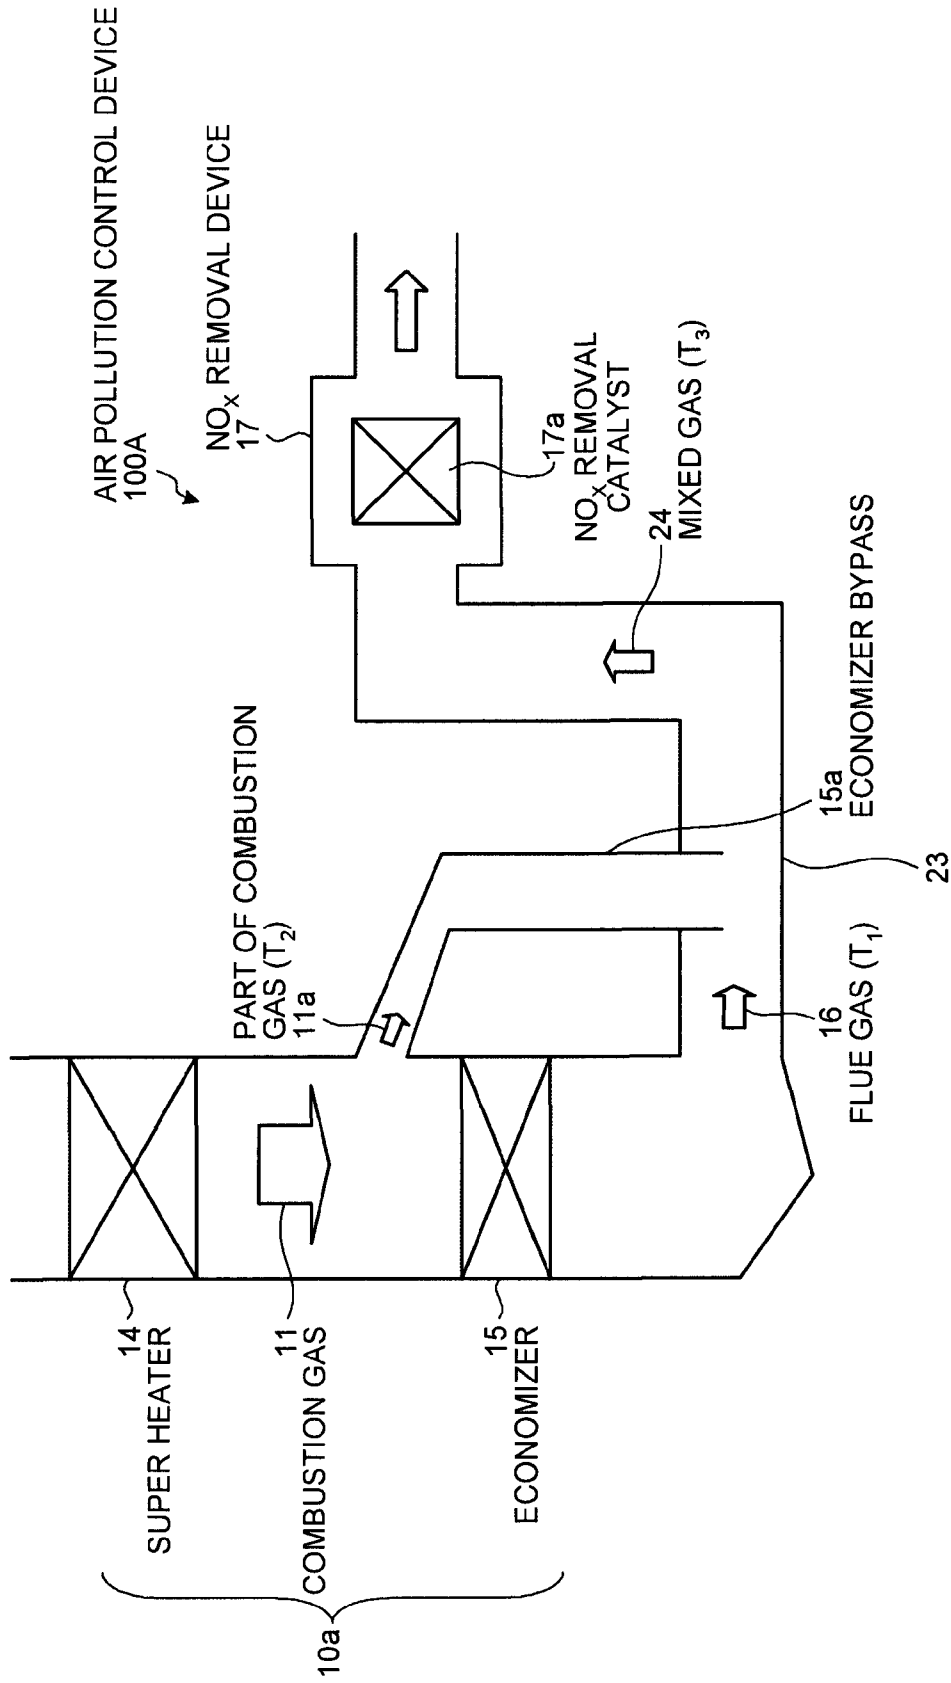 AIR POLLUTION CONTROL DEVICE
100A
NOX REMOVAL DEVICE
17
17a
NOX REMOVAL
CATALYST
24
MIXED GAS (T3)
PART OF COMBUSTION
GAS (T2)
11a
15a
ECONOMIZER BYPASS
23
16
FLUE GAS (T1)
14
SUPER HEATER
11
COMBUSTION GAS
15
ECONOMIZER
10a